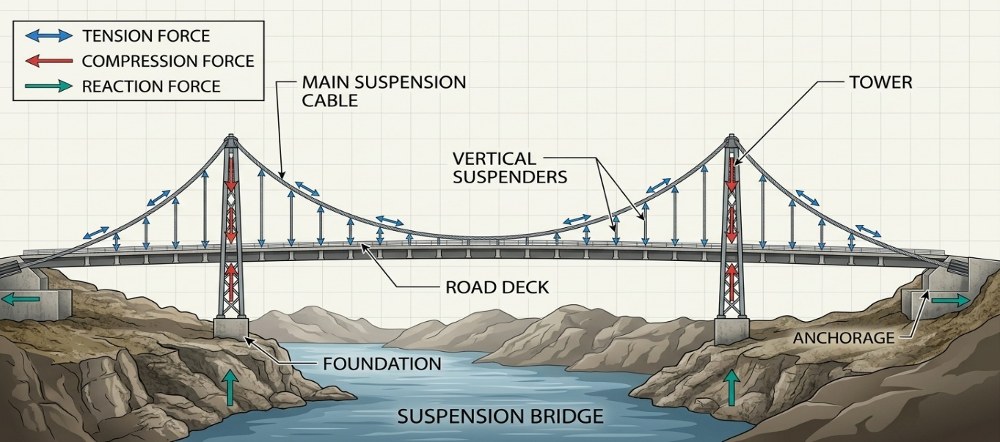 TENSION FORCE
COMPRESSION FORCE
REACTION FORCE
MAIN SUSPENSION
CABLE
TOWER
VERTICAL
SUSPENDERS
ROAD DECK
ANCHORAGE
FOUNDATION
SUSPENSION BRIDGE